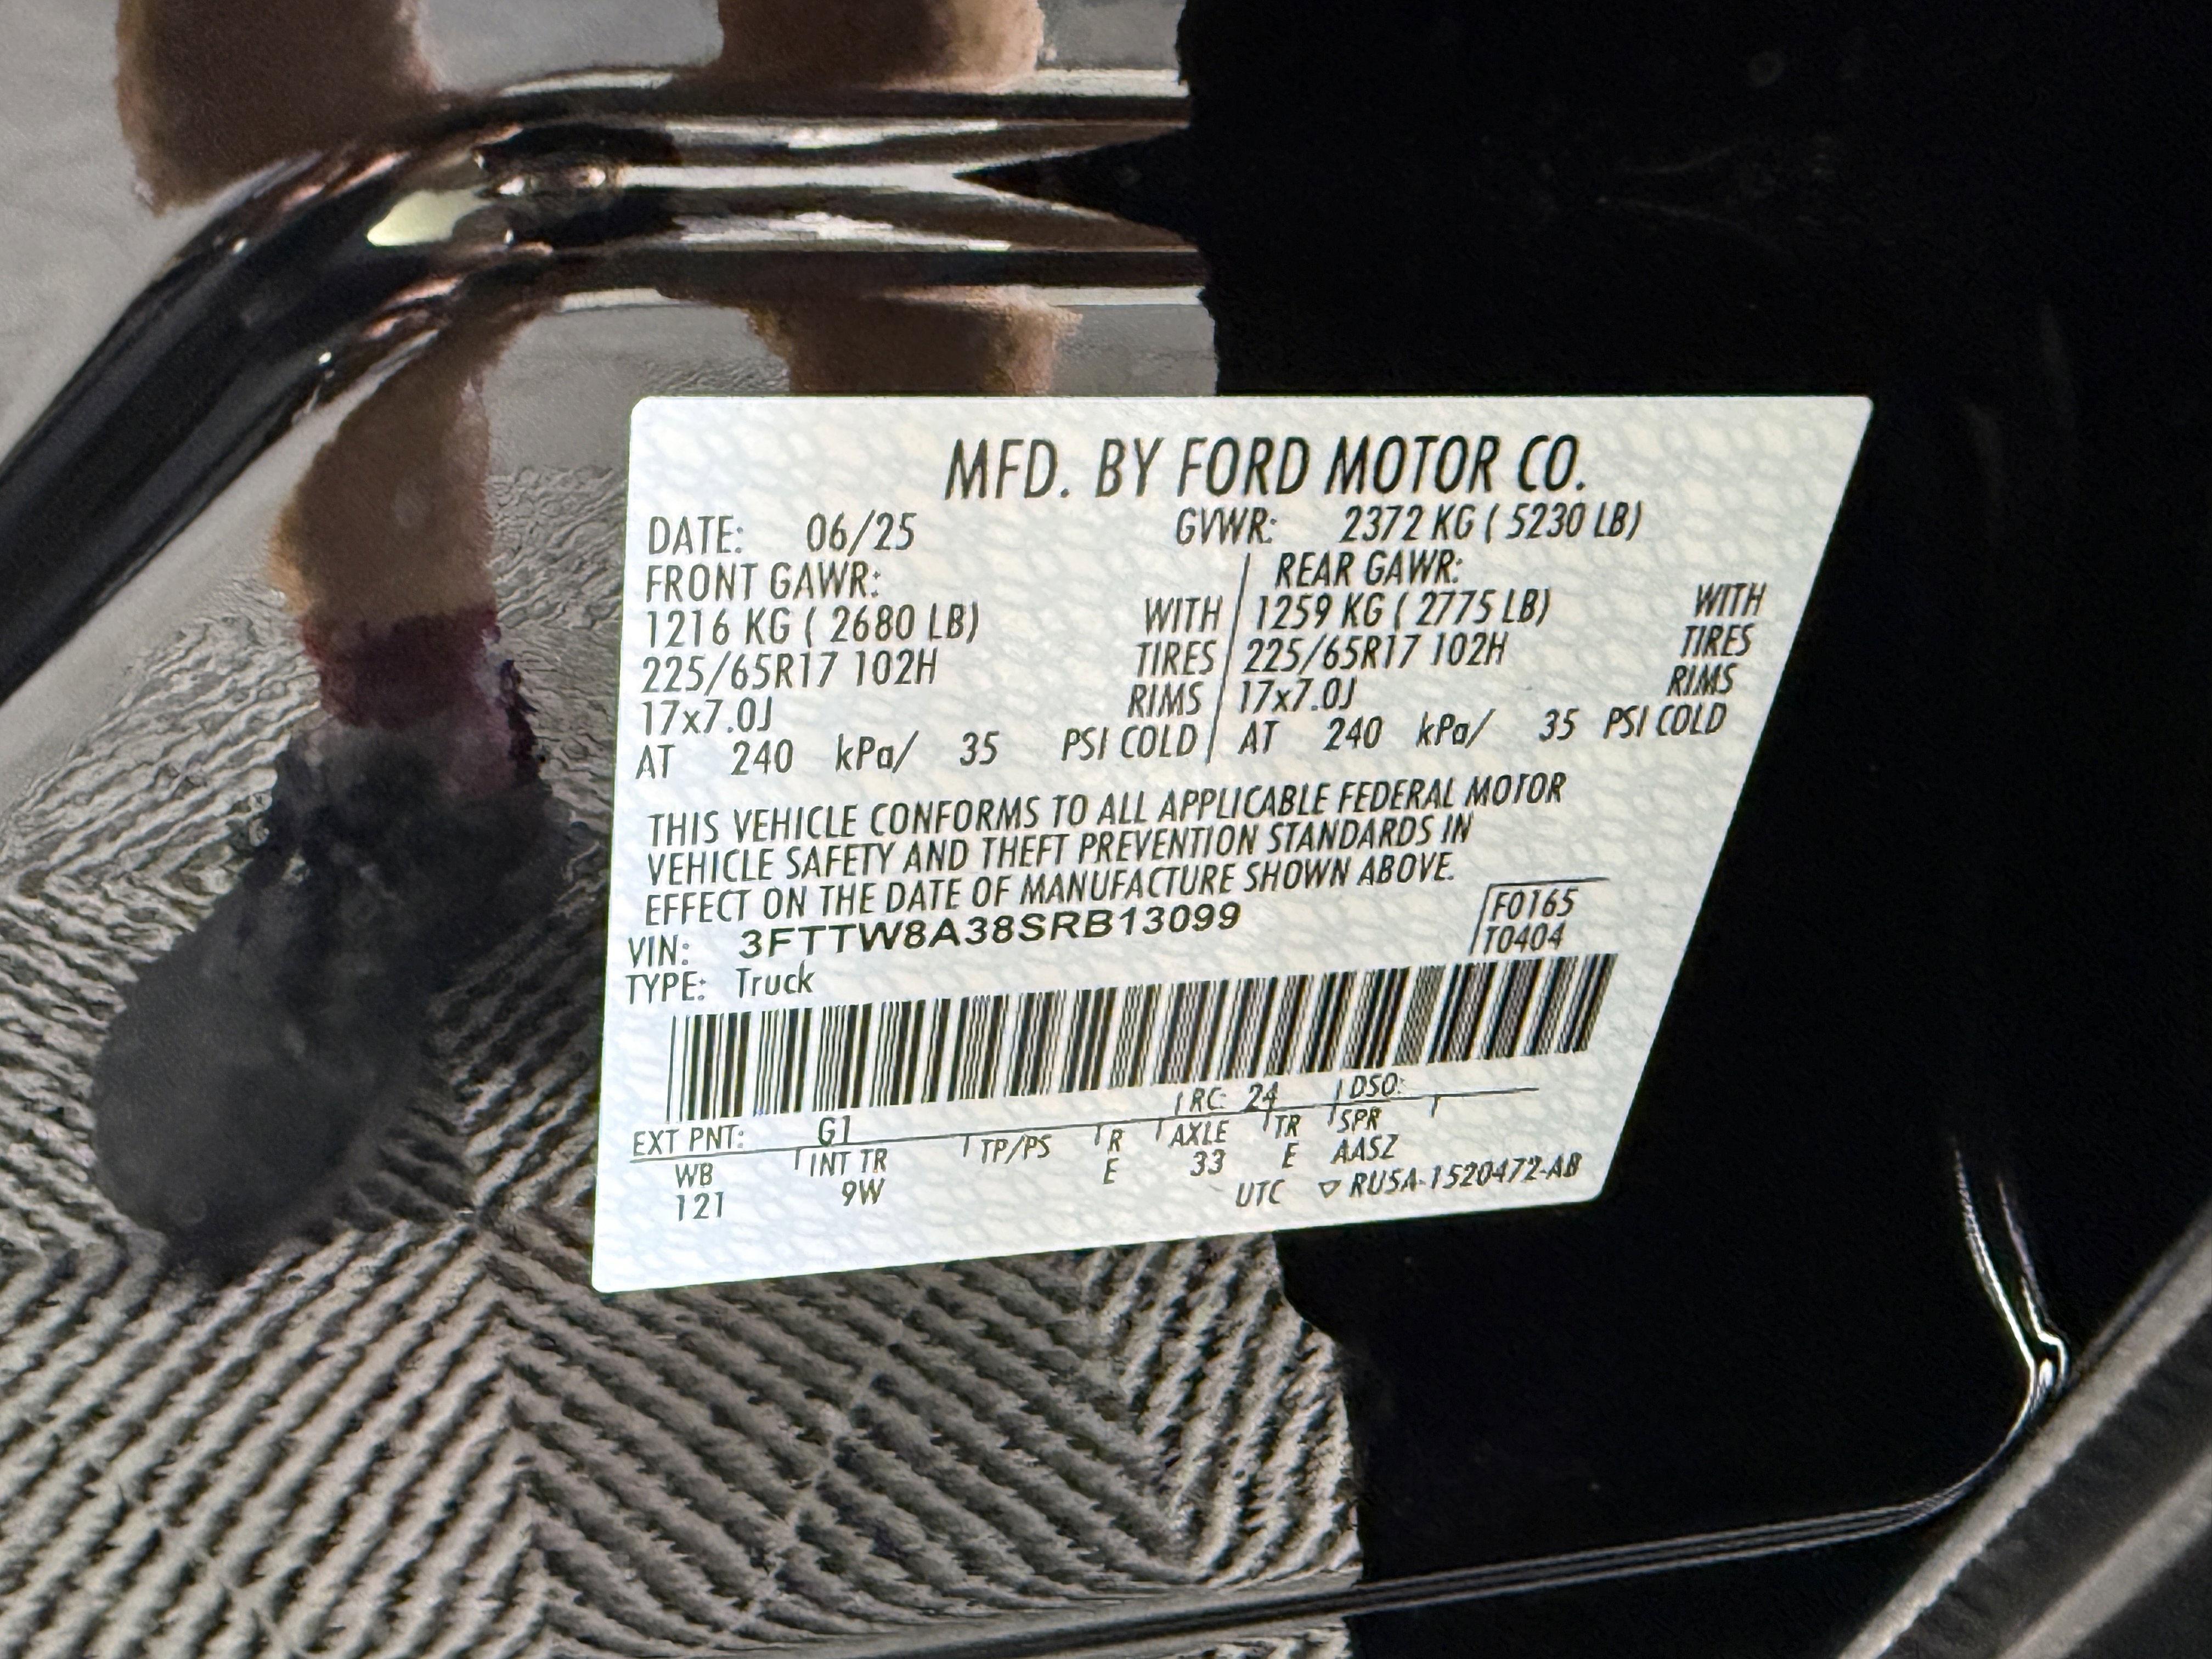 MFD. BY FORD MOTOR CO.
DATE: 06/25 GVWR: 2372 KG ( 5230 LB)
FRONT GAWR: REAR GAWR:
1216 KG ( 2680 LB) WITH 1259 KG ( 2775 LB) WITH
225/65R17 102H TIRES 225/65R17 102H TIRES
17x7.0J RIMS 17x7.0J RIMS
AT 240 kPa/ 35 PSI COLD AT 240 kPa/ 35 PSI COLD
THIS VEHICLE CONFORMS TO ALL APPLICABLE FEDERAL MOTOR
VEHICLE SAFETY AND THEFT PREVENTION STANDARDS IN
EFFECT ON THE DATE OF MANUFACTURE SHOWN ABOVE.
VIN: 3FTTW8A38SRB13099
F0165
T0404
TYPE: Truck
EXT PNT: G1 RC: 24 DSO:
WB INT TR TP/PS R AXLE TR SPR
121 9W E 33 E AASZ
UTC ▽ RU5A-1520472-AB